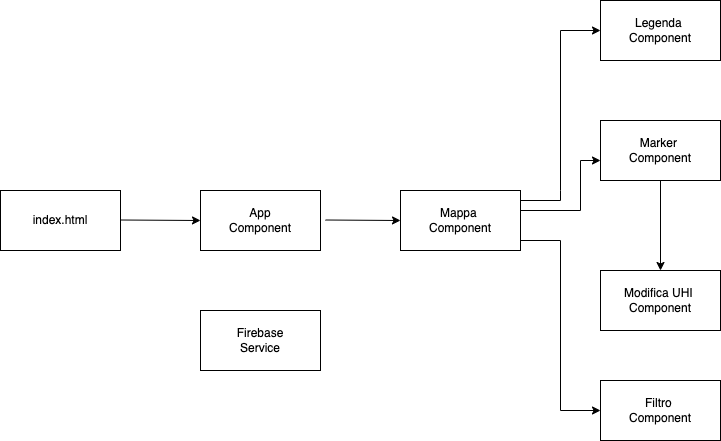 index.html
App
Component
Mappa
Component
Legenda
Component
Marker
Component
Modifica UHI
Component
Filtro
Component
Firebase
Service